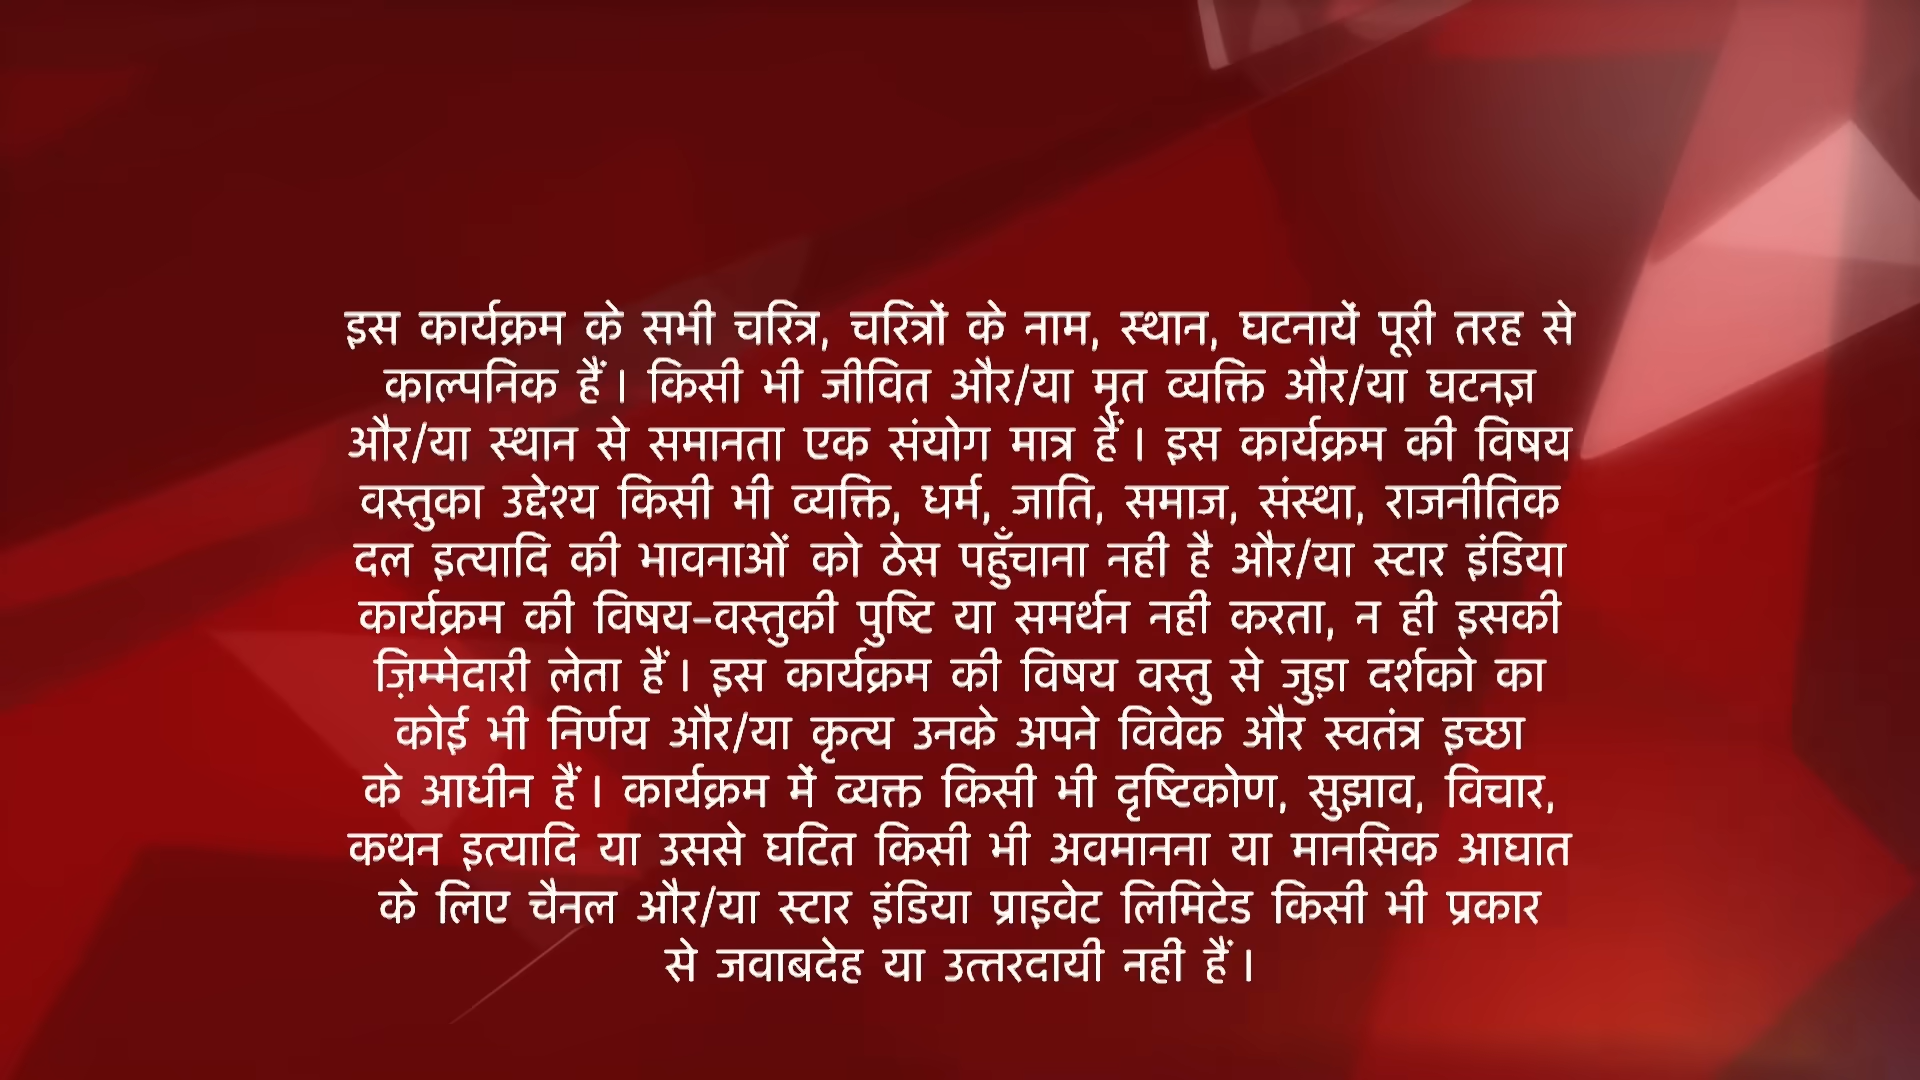 इस कार्यक्रम के सभी चरित्र, चरित्रों के नाम, स्थान, घटनायें पूरी तरह से
काल्पनिक हैं। किसी भी जीवित और/या मृत व्यक्ति और/या घटनज्ञ
और/या स्थान से समानता एक संयोग मात्र हैं। इस कार्यक्रम की विषय
वस्तुका उद्देश्य किसी भी व्यक्ति, धर्म, जाति, समाज, संस्था, राजनीतिक
दल इत्यादि की भावनाओं को ठेस पहुँचाना नही है और/या स्टार इंडिया
कार्यक्रम की विषय-वस्तुकी पुष्टि या समर्थन नही करता, न ही इसकी
ज़िम्मेदारी लेता हैं। इस कार्यक्रम की विषय वस्तु से जुड़ा दर्शको का
कोई भी निर्णय और/या कृत्य उनके अपने विवेक और स्वतंत्र इच्छा
के आधीन हैं। कार्यक्रम में व्यक्त किसी भी दृष्टिकोण, सुझाव, विचार,
कथन इत्यादि या उससे घटित किसी भी अवमानना या मानसिक आघात
के लिए चैनल और/या स्टार इंडिया प्राइवेट लिमिटेड किसी भी प्रकार
से जवाबदेह या उत्तरदायी नही हैं।